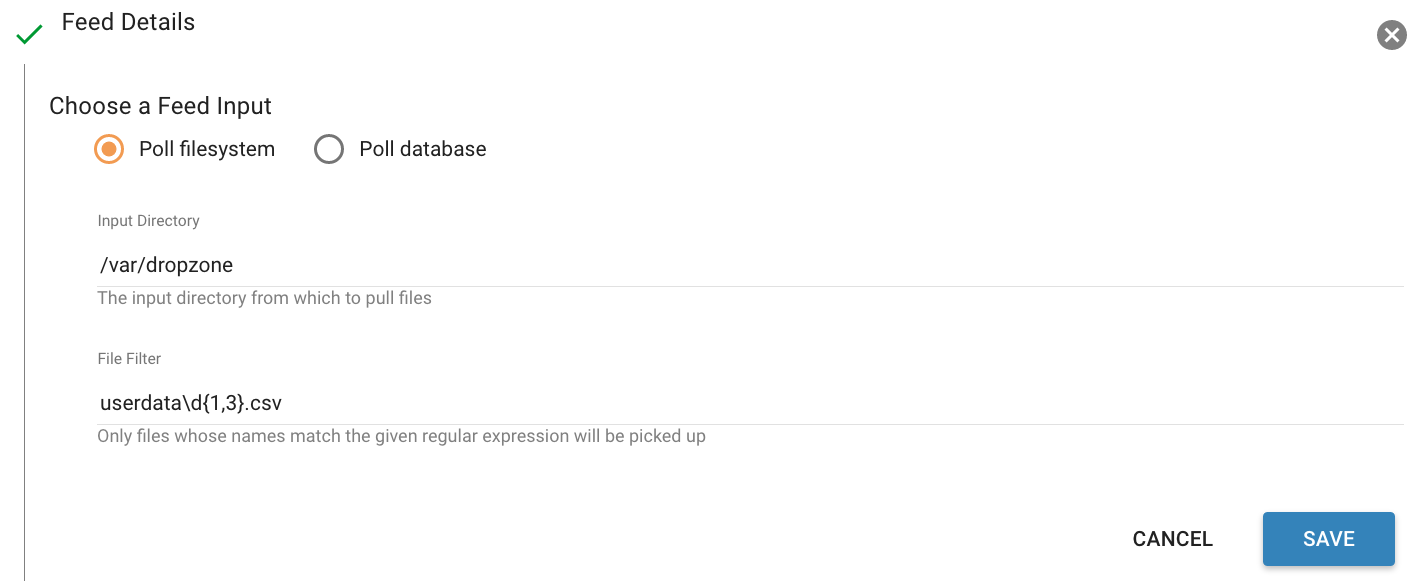 Feed Details
Choose a Feed Input
Poll filesystem Poll database
Input Directory
/var/dropzone
The input directory from which to pull files
File Filter
userdata\d{1,3}.csv
Only files whose names match the given regular expression will be picked up
CANCEL SAVE